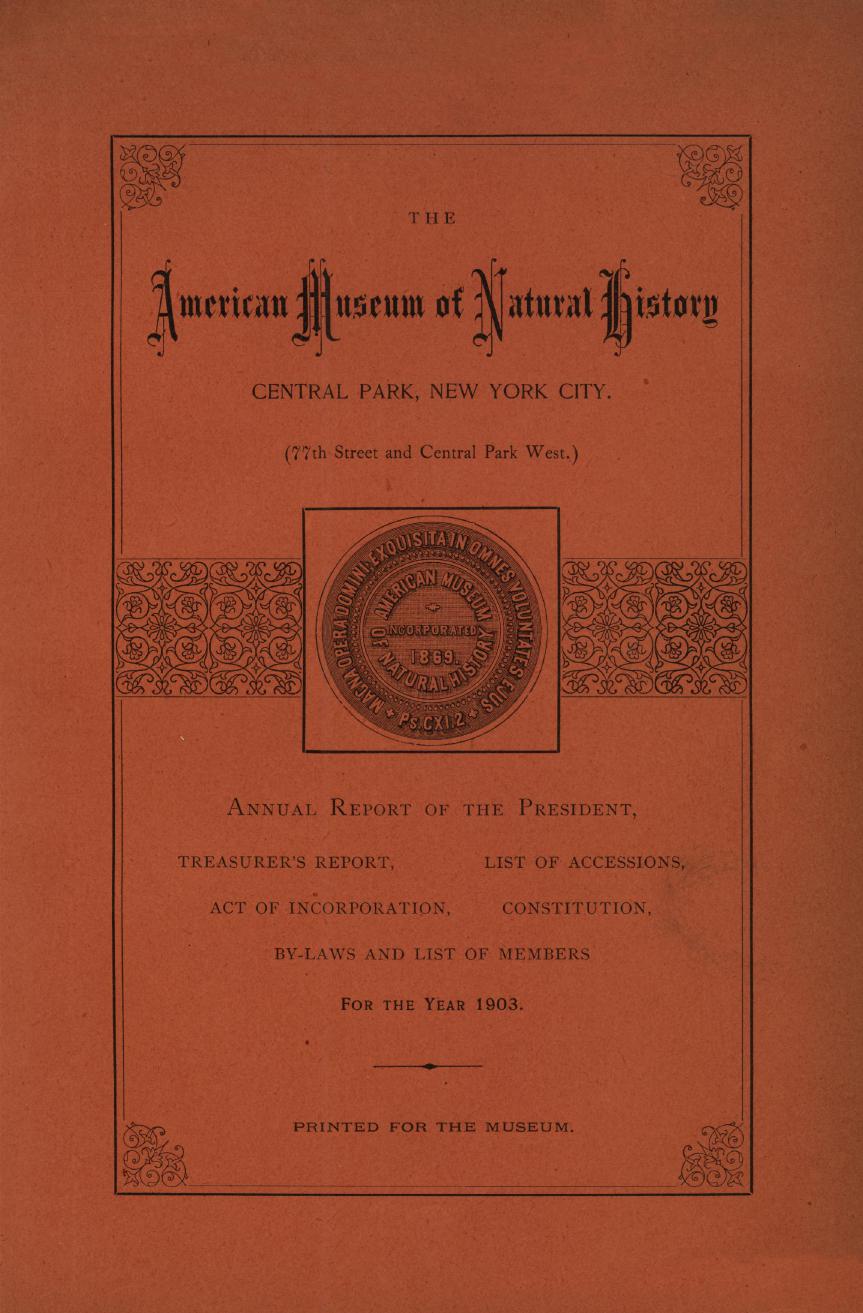 THE
American Museum of Natural History
CENTRAL PARK, NEW YORK CITY.
(77th Street and Central Park West.)
MAGNA OPERA DOMINI: EXQUISITA IN OMNES VOLUNTATES EJUS
✦ Ps. CXI.2. ✦
AMERICAN MUSEUM
INCORPORATED
1869.
OF NATURAL HISTORY
ANNUAL REPORT OF THE PRESIDENT,
TREASURER'S REPORT, LIST OF ACCESSIONS,
ACT OF INCORPORATION, CONSTITUTION,
BY-LAWS AND LIST OF MEMBERS
FOR THE YEAR 1903.
PRINTED FOR THE MUSEUM.